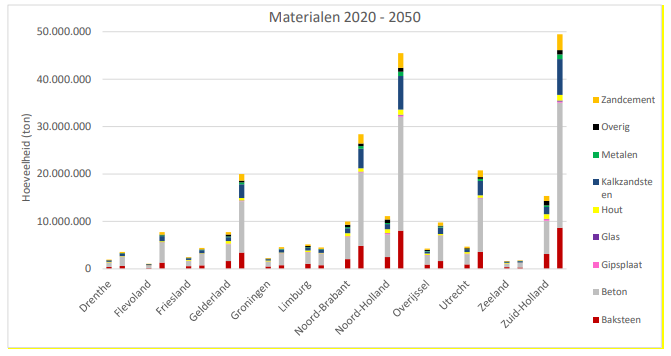 Materialen 2020 - 2050
50.000.000
40.000.000
30.000.000
20.000.000
10.000.000
0
Hoeveelheid (ton)
Drenthe
Flevoland
Friesland
Gelderland
Groningen
Limburg
Noord-Brabant
Noord-Holland
Overijssel
Utrecht
Zeeland
Zuid-Holland
Zandcement
Overig
Metalen
Kalkzandste
en
Hout
Glas
Gipsplaat
Beton
Baksteen